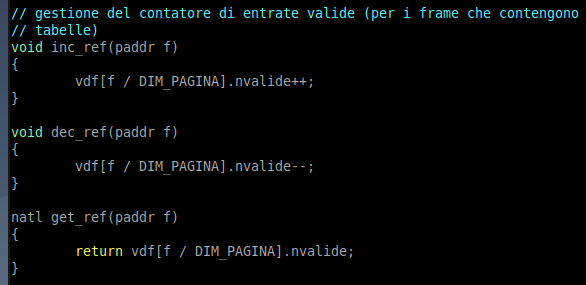 // gestione del contatore di entrate valide (per i frame che contengono
// tabelle)
void inc_ref(paddr f)
{
        vdf[f / DIM_PAGINA].nvalide++;
}

void dec_ref(paddr f)
{
        vdf[f / DIM_PAGINA].nvalide--;
}

natl get_ref(paddr f)
{
        return vdf[f / DIM_PAGINA].nvalide;
}